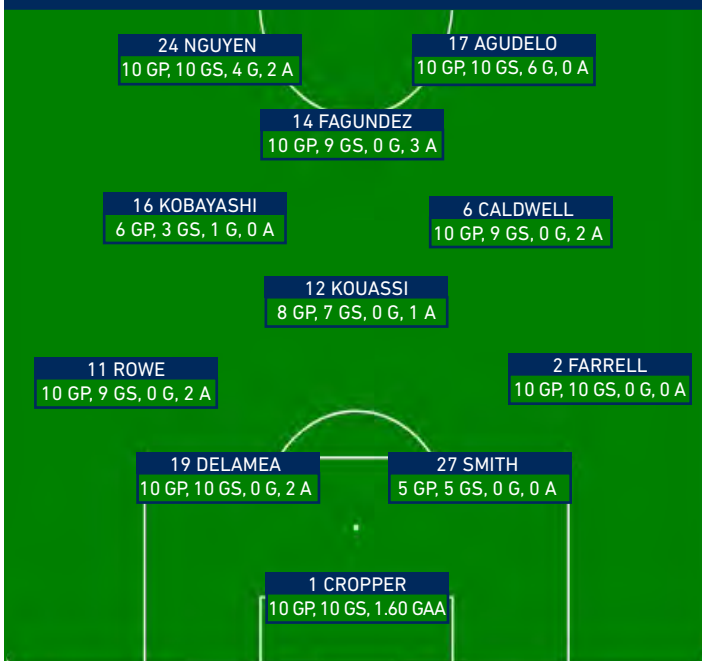 24 NGUYEN
10 GP, 10 GS, 4 G, 2 A
17 AGUDELO
10 GP, 10 GS, 6 G, 0 A
14 FAGUNDEZ
10 GP, 9 GS, 0 G, 3 A
16 KOBAYASHI
6 GP, 3 GS, 1 G, 0 A
6 CALDWELL
10 GP, 9 GS, 0 G, 2 A
12 KOUASSI
8 GP, 7 GS, 0 G, 1 A
11 ROWE
10 GP, 9 GS, 0 G, 2 A
2 FARRELL
10 GP, 10 GS, 0 G, 0 A
19 DELAMEA
10 GP, 10 GS, 0 G, 2 A
27 SMITH
5 GP, 5 GS, 0 G, 0 A
1 CROPPER
10 GP, 10 GS, 1.60 GAA